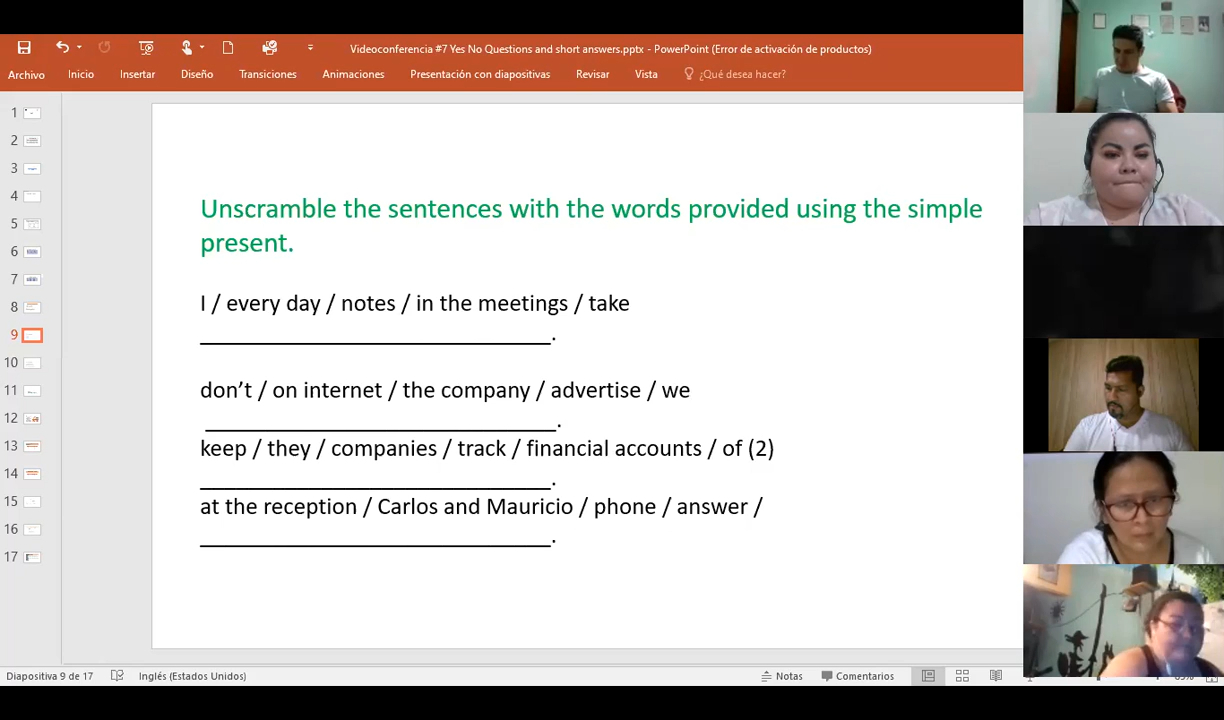 Videoconferencia #7 Yes No Questions and short answers.pptx - PowerPoint (Error de activación de productos)
Archivo Inicio Insertar Diseño Transiciones Animaciones Presentación con diapositivas Revisar Vista ¿Qué desea hacer?
1
2
3
4
5
6
7
8
9
10
11
12
13
14
15
16
17
Unscramble the sentences with the words provided using the simple
present.
I / every day / notes / in the meetings / take
______________________________.
don’t / on internet / the company / advertise / we
______________________________.
keep / they / companies / track / financial accounts / of (2)
______________________________.
at the reception / Carlos and Mauricio / phone / answer /
______________________________.
Diapositiva 9 de 17 Inglés (Estados Unidos) Notas Comentarios